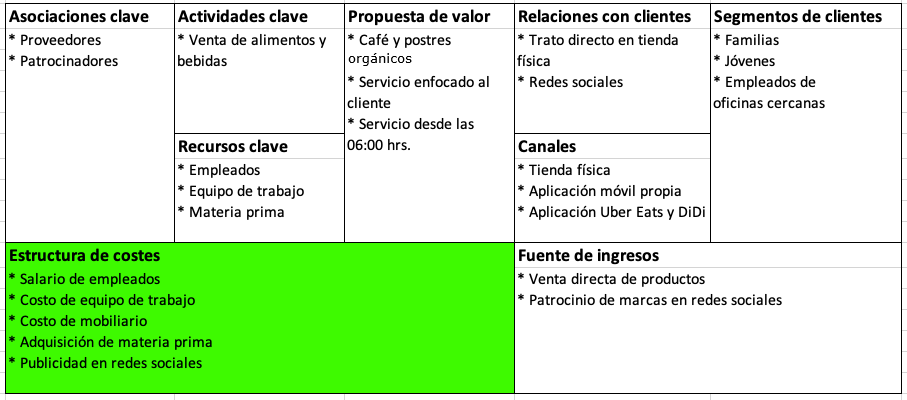 Asociaciones clave
* Proveedores
* Patrocinadores
Actividades clave
* Venta de alimentos y
bebidas
Recursos clave
* Empleados
* Equipo de trabajo
* Materia prima
Propuesta de valor
* Café y postres
orgánicos
* Servicio enfocado al
cliente
* Servicio desde las
06:00 hrs.
Relaciones con clientes
* Trato directo en tienda
física
* Redes sociales
Canales
* Tienda física
* Aplicación móvil propia
* Aplicación Uber Eats y DiDi
Segmentos de clientes
* Familias
* Jóvenes
* Empleados de
oficinas cercanas
Estructura de costes
* Salario de empleados
* Costo de equipo de trabajo
* Costo de mobiliario
* Adquisición de materia prima
* Publicidad en redes sociales
Fuente de ingresos
* Venta directa de productos
* Patrocinio de marcas en redes sociales